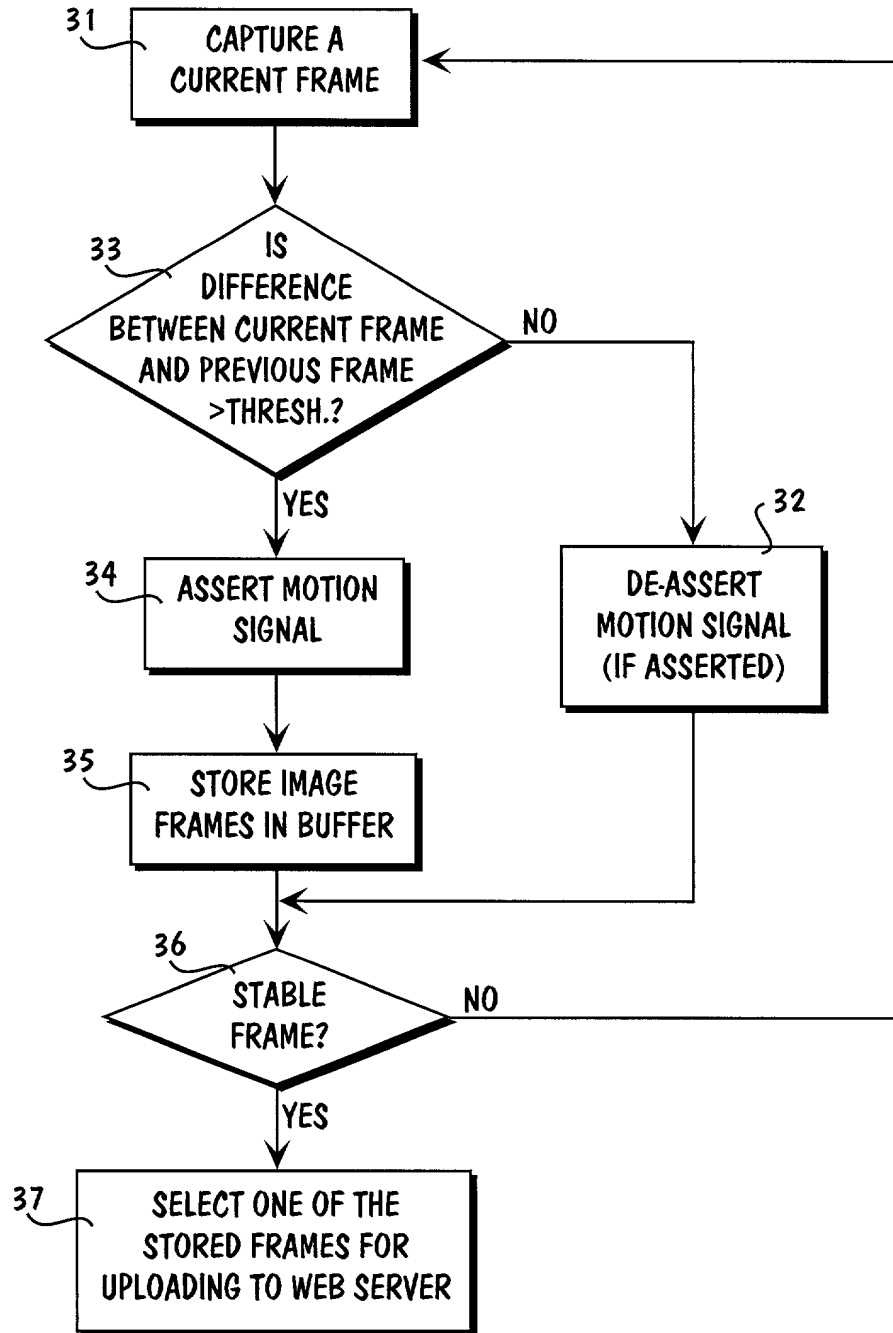 31
CAPTURE A
CURRENT FRAME
33
IS
DIFFERENCE
BETWEEN CURRENT FRAME
AND PREVIOUS FRAME
>THRESH.?
NO
YES
32
DE-ASSERT
MOTION SIGNAL
(IF ASSERTED)
34
ASSERT MOTION
SIGNAL
35
STORE IMAGE
FRAMES IN BUFFER
36
STABLE
FRAME?
NO
YES
37
SELECT ONE OF THE
STORED FRAMES FOR
UPLOADING TO WEB SERVER